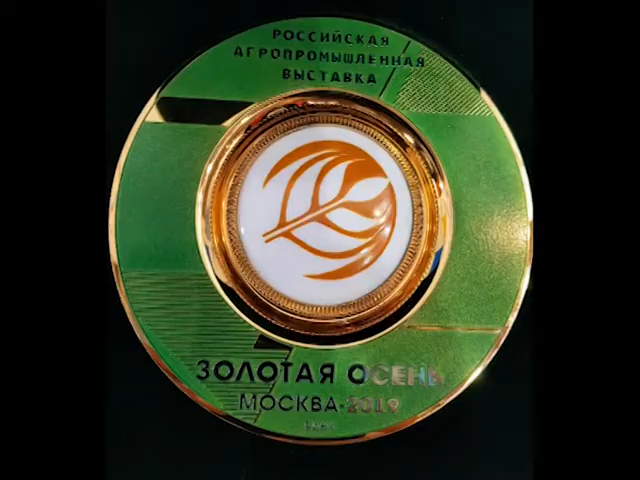 РОССИЙСКАЯ
АГРОПРОМЫШЛЕННАЯ
ВЫСТАВКА
ЗОЛОТАЯ ОСЕНЬ
МОСКВА-2019